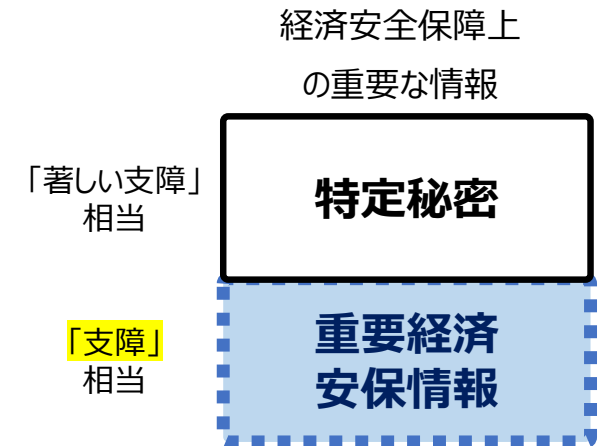 経済安全保障上
の重要な情報
「著しい支障」
相当
特定秘密
「支障」
相当
重要経済
安保情報